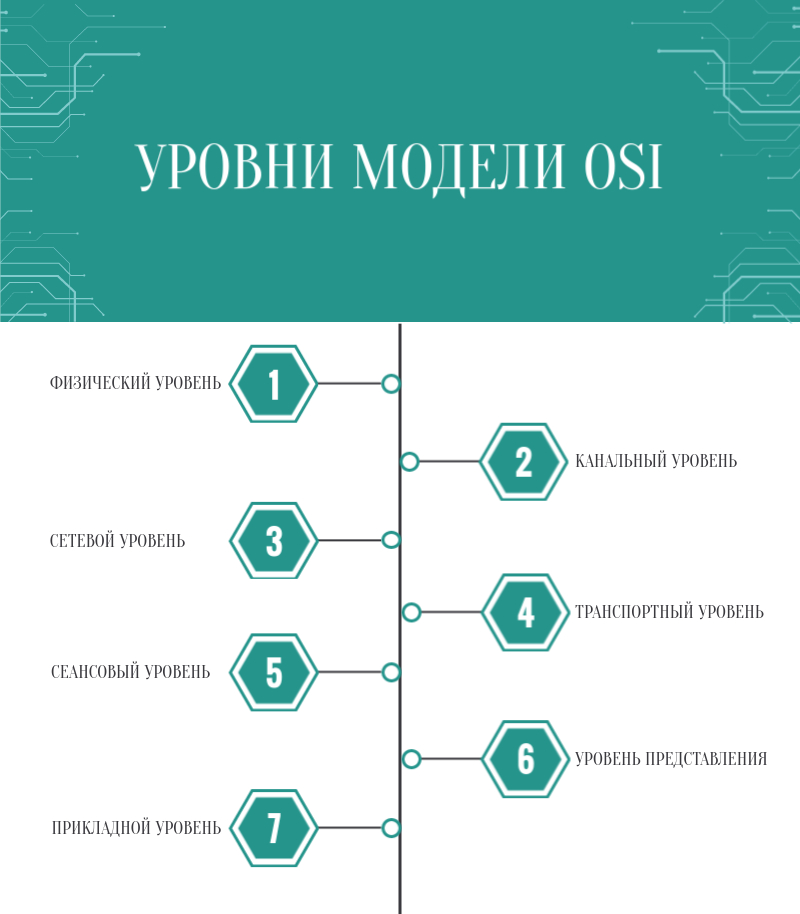 УРОВНИ МОДЕЛИ OSI
ФИЗИЧЕСКИЙ УРОВЕНЬ 1
2 КАНАЛЬНЫЙ УРОВЕНЬ
СЕТЕВОЙ УРОВЕНЬ 3
4 ТРАНСПОРТНЫЙ УРОВЕНЬ
СЕАНСОВЫЙ УРОВЕНЬ 5
6 УРОВЕНЬ ПРЕДСТАВЛЕНИЯ
ПРИКЛАДНОЙ УРОВЕНЬ 7